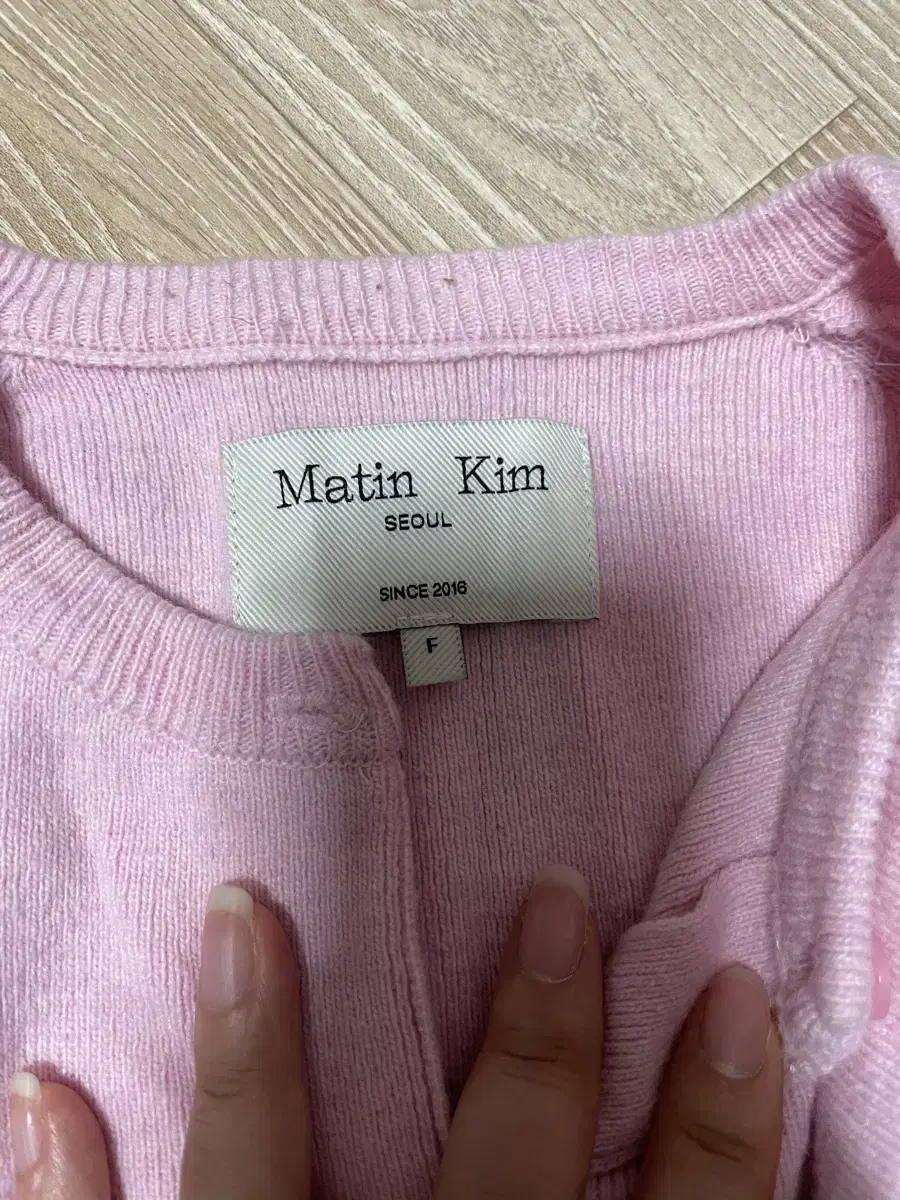 Matin Kim
SEOUL
SINCE 2016
F